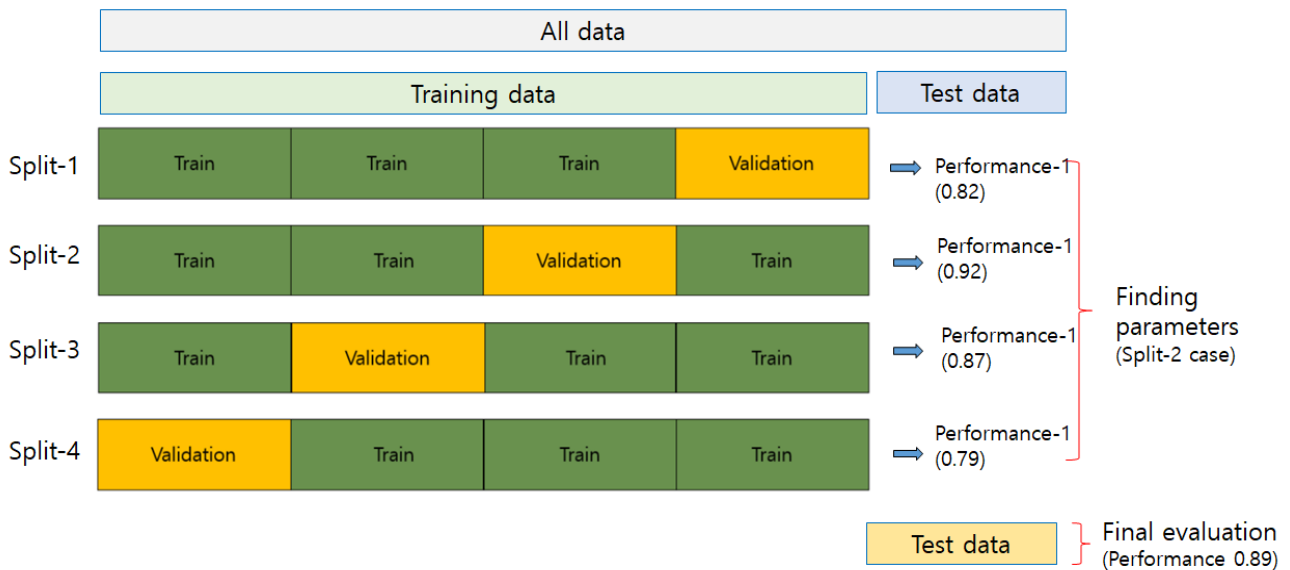 All data
Training data
Test data
Split-1
Train
Train
Train
Validation
Performance-1
(0.82)
Split-2
Train
Train
Validation
Train
Performance-1
(0.92)
Split-3
Train
Validation
Train
Train
Performance-1
(0.87)
Split-4
Validation
Train
Train
Train
Performance-1
(0.79)
Finding
parameters
(Split-2 case)
Test data
Final evaluation
(Performance 0.89)